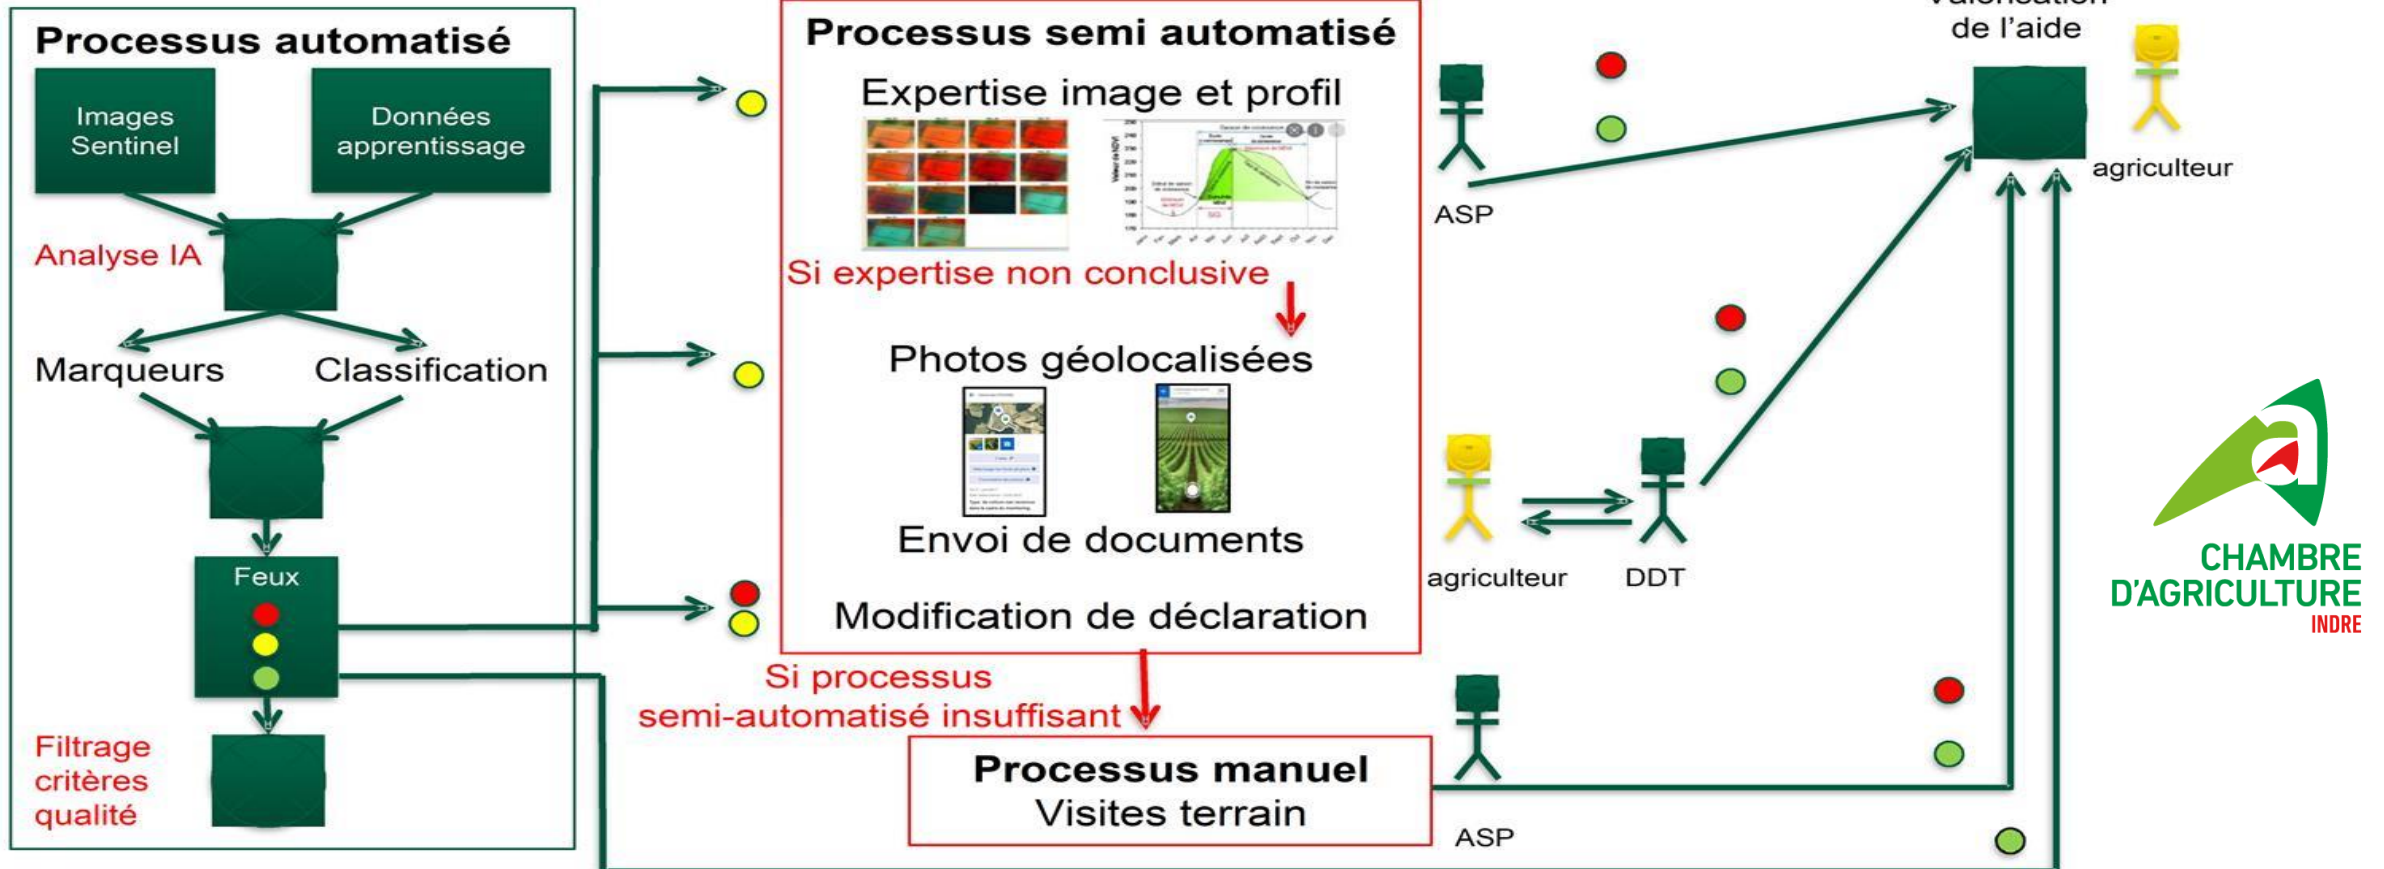 Processus automatisé
Images
Sentinel
Données
apprentissage
Analyse IA
Marqueurs
Classification
Feux
Filtrage
critères
qualité
Processus semi automatisé
Expertise image et profil
Si expertise non conclusive
Photos géolocalisées
Envoi de documents
Modification de déclaration
Si processus
semi-automatisé insuffisant
Processus manuel
Visites terrain
ASP
agriculteur
DDT
ASP
Valorisation
de l'aide
agriculteur
a
CHAMBRE
D'AGRICULTURE
INDRE